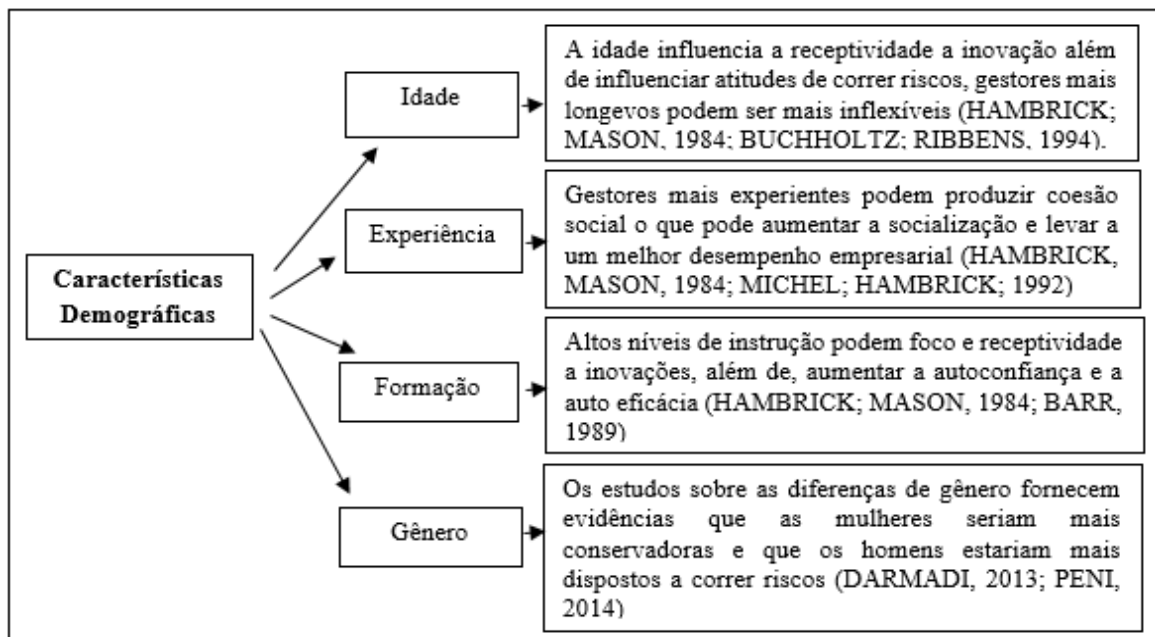 Idade
A idade influencia a receptividade a inovação além
de influenciar atitudes de correr riscos, gestores mais
longevos podem ser mais inflexíveis (HAMBRICK;
MASON, 1984; BUCHHOLTZ; RIBBENS, 1994).
Experiência
Gestores mais experientes podem produzir coesão
social o que pode aumentar a socialização e levar a
um melhor desempenho empresarial (HAMBRICK,
MASON, 1984; MICHEL; HAMBRICK; 1992)
Característícas
Demográficas
Formação
Altos níveis de instrução podem foco e receptividade
a inovações, além de, aumentar a autoconfiança e a
auto eficácia (HAMBRICK; MASON, 1984; BARR,
1989)
Gênero
Os estudos sobre as diferenças de gênero fornecem
evidências que as mulheres seriam mais
conservadoras e que os homens estariam mais
dispostos a correr riscos (DARMADI, 2013; PENI,
2014)